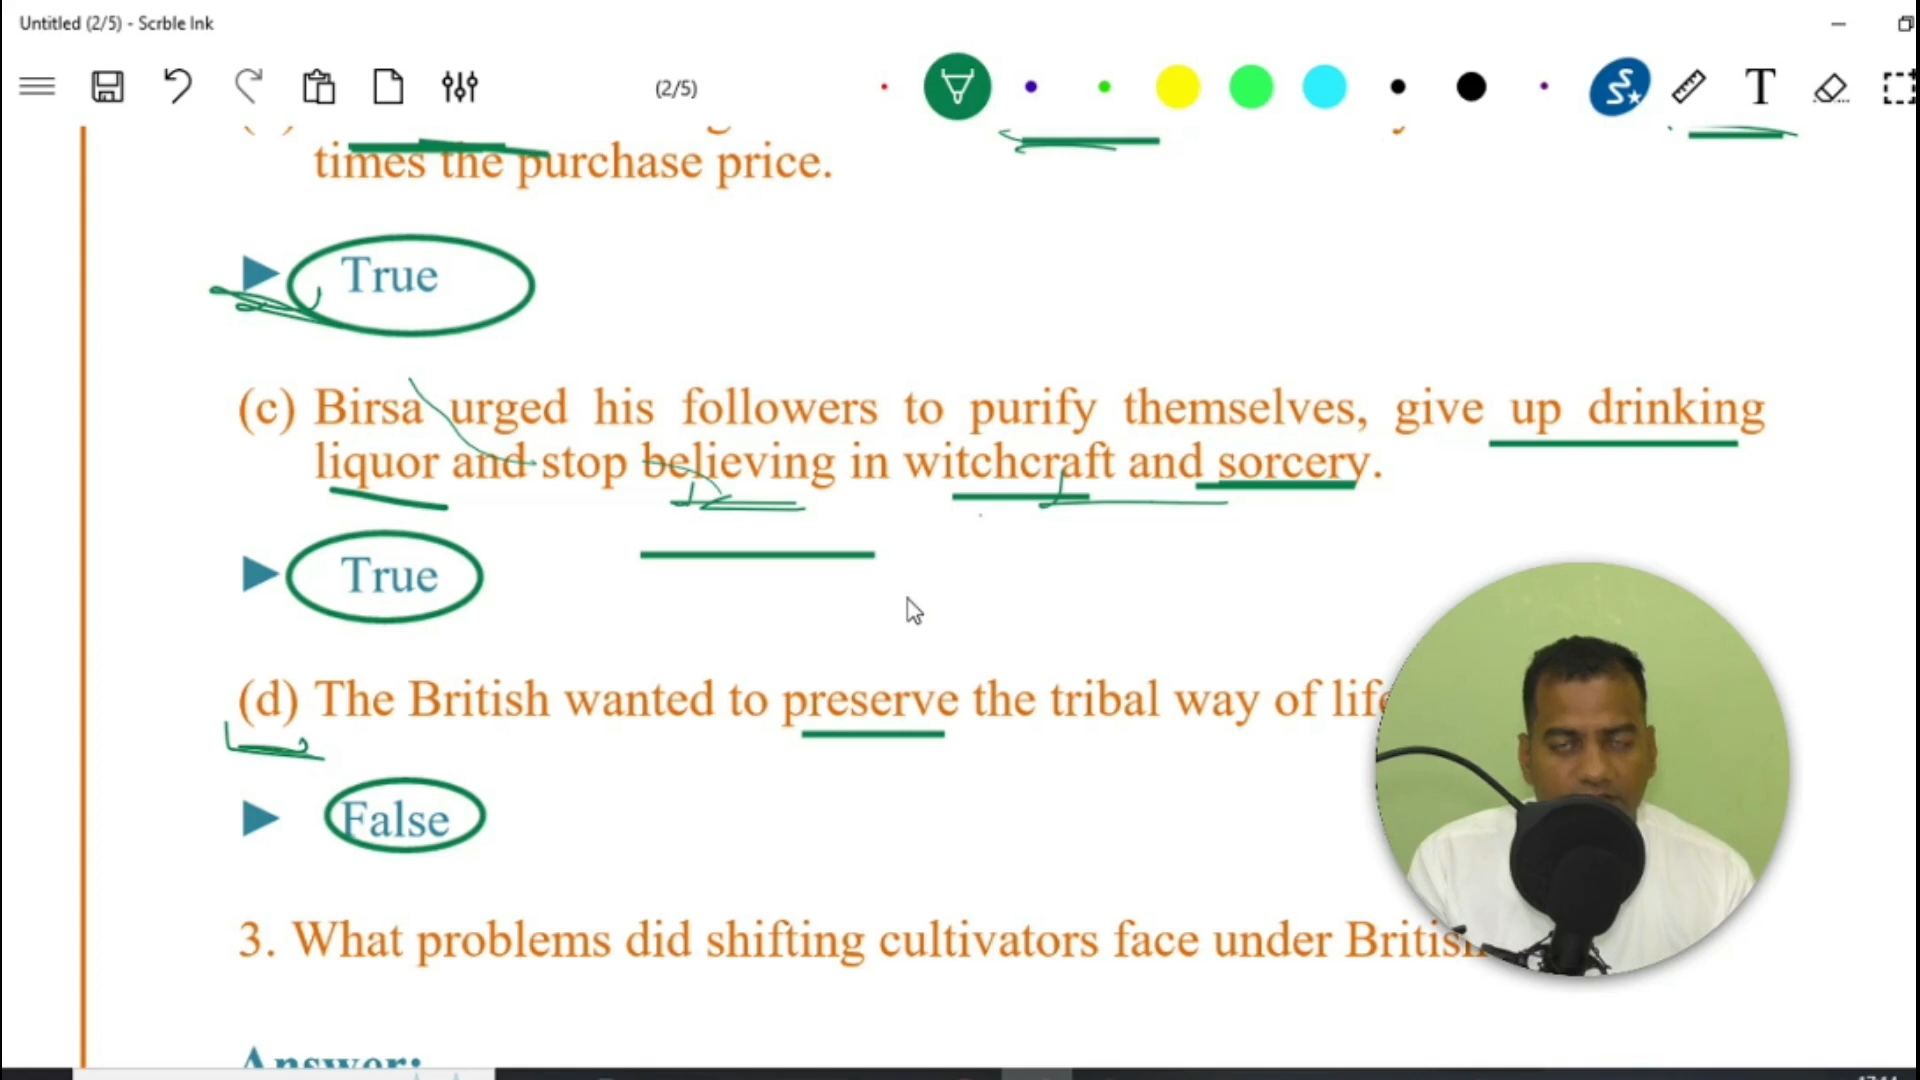 Untitled (2/5) - Scrble Ink
(2/5)
T
times the purchase price.
True
(c) Birsa urged his followers to purify themselves, give up drinking
liquor and stop believing in witchcraft and sorcery.
True
(d) The British wanted to preserve the tribal way of life
False
3. What problems did shifting cultivators face under British
Answer: